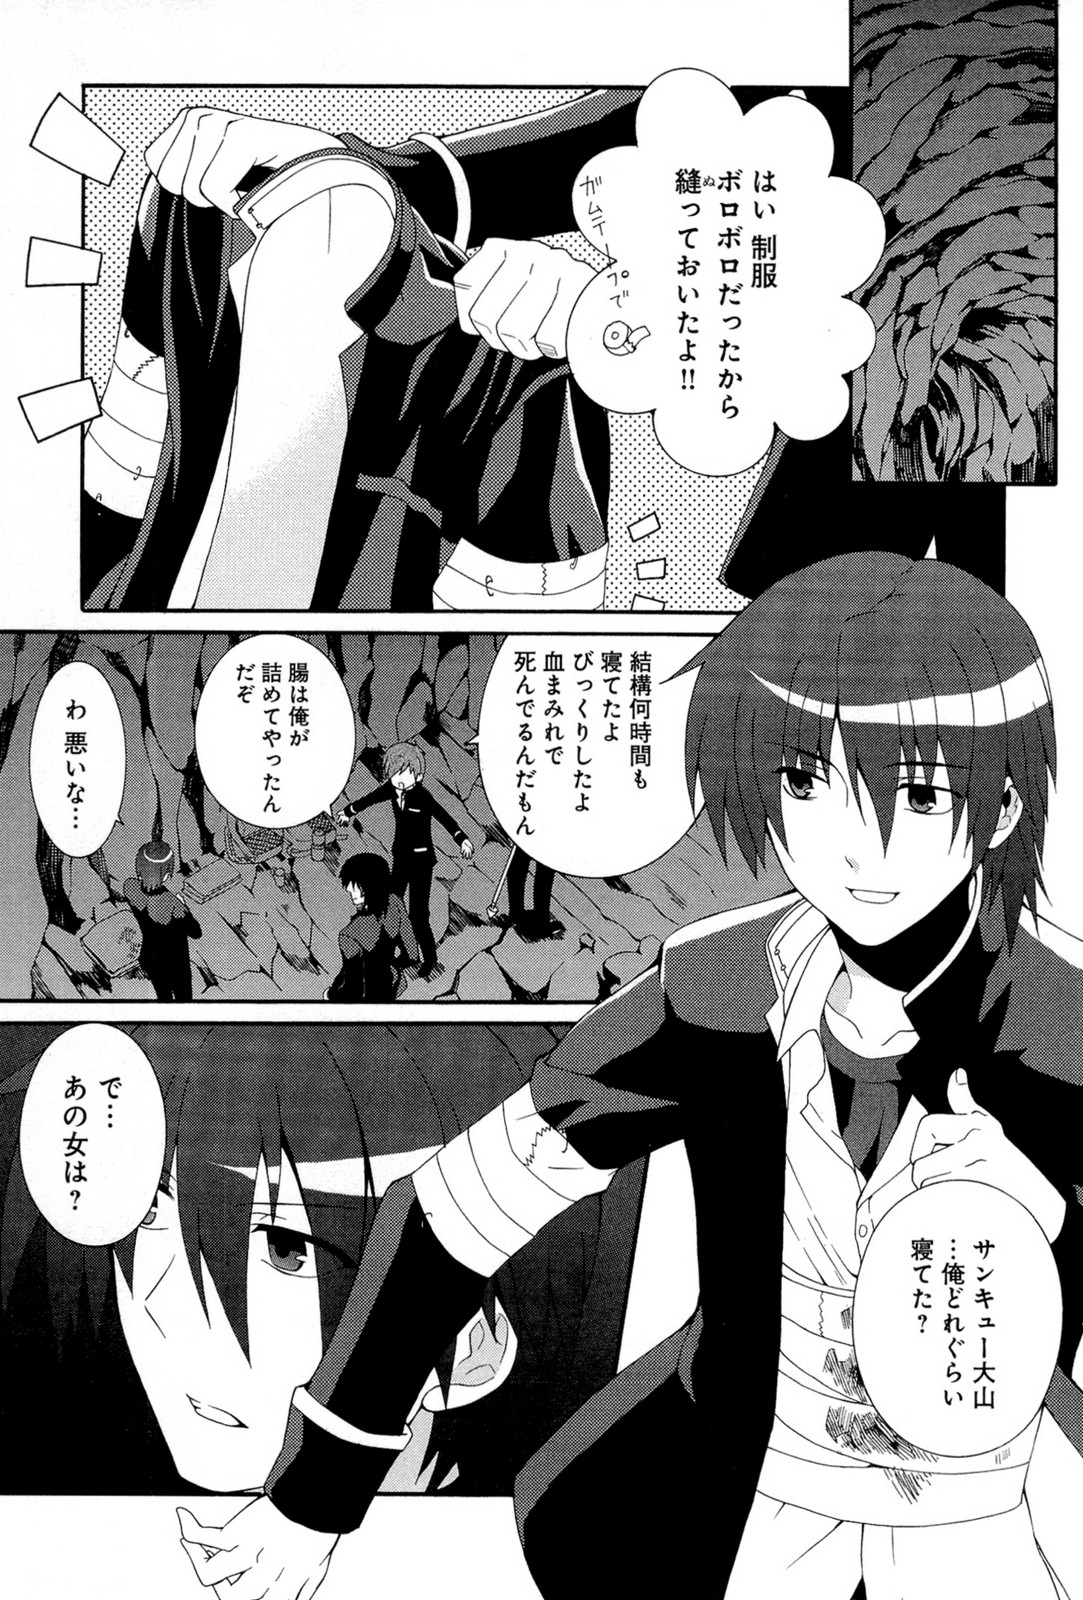 はい 制服
ボロボロだったから
縫っておいたよ!!
ぬ
ガムテープで
サンキュー大山
…俺どれぐらい
寝てた?
結構何時間も
寝てたよ
びっくりしたよ
血まみれで
死んでるんだもん
腸は俺が
詰めてやったん
だぞ
わ 悪いな…
で…
あの女は?